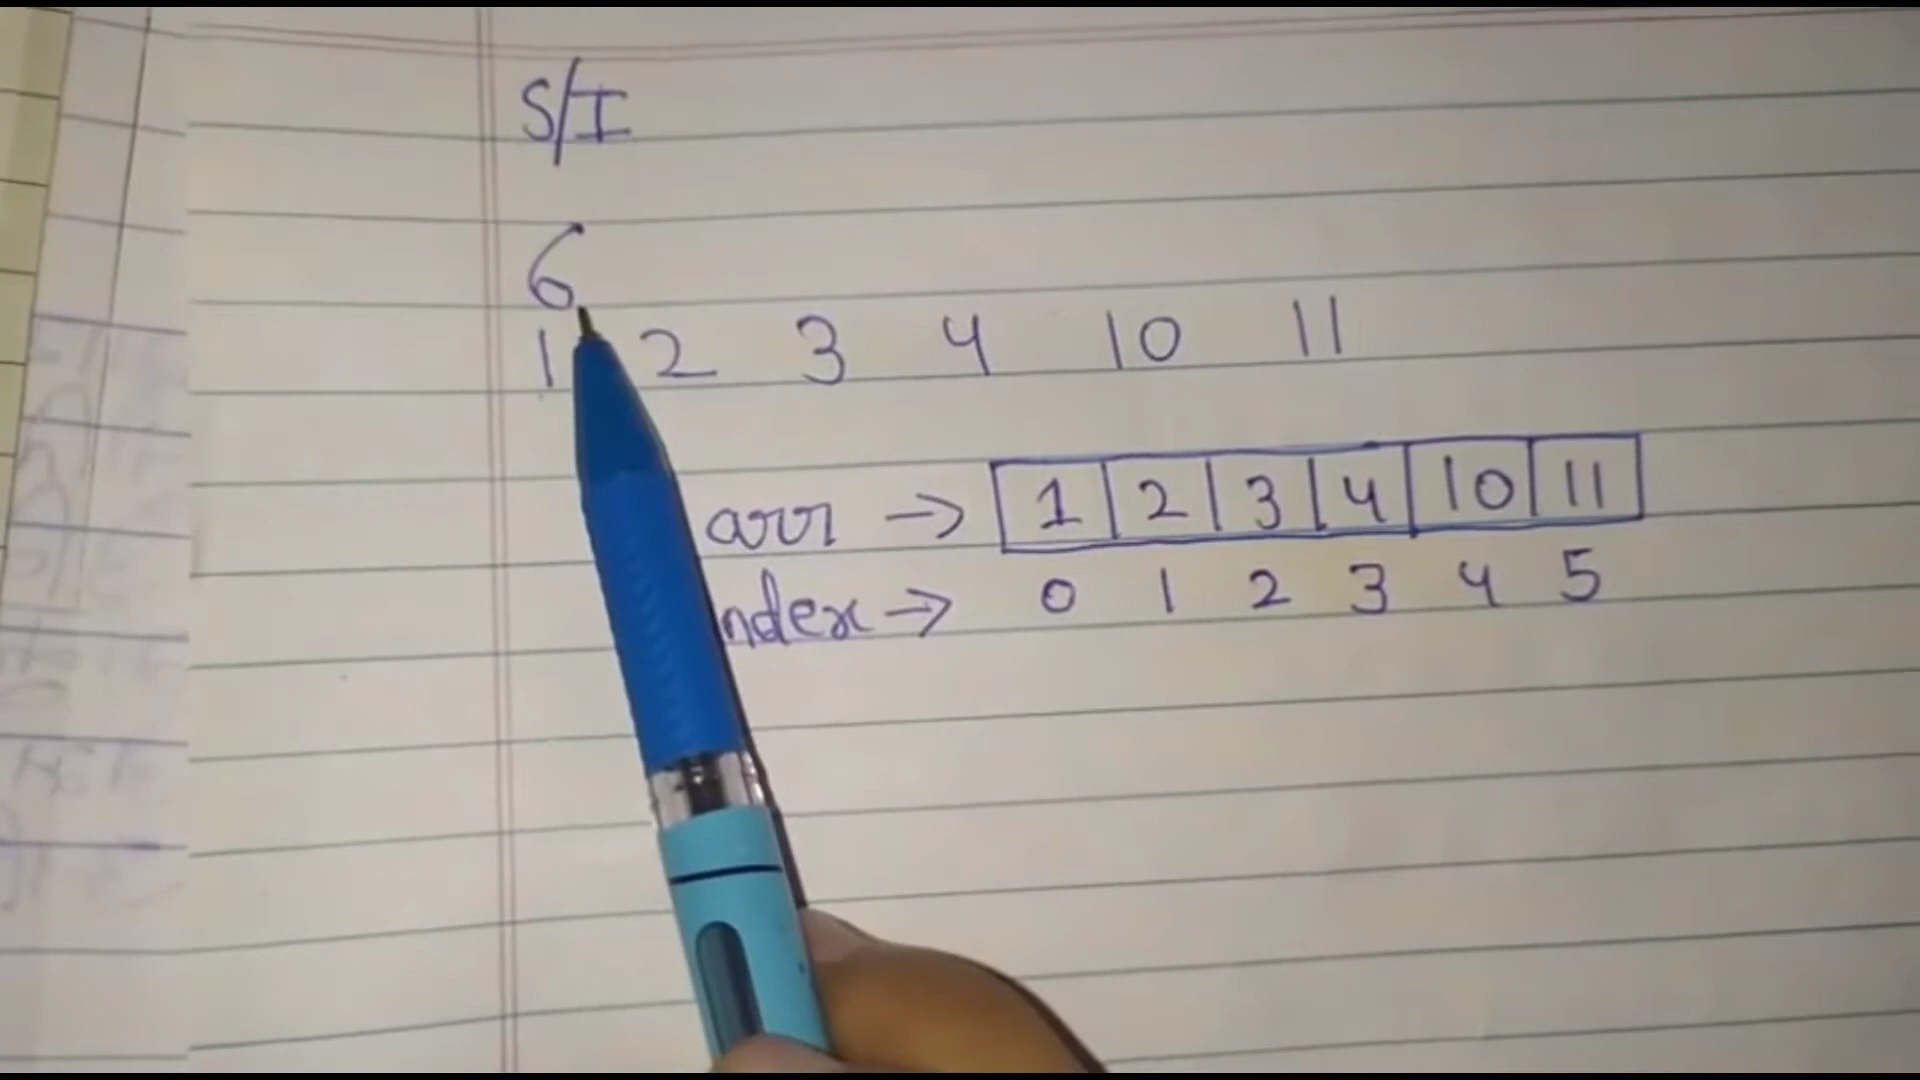 S/I
6
1 2 3 4 10 11
arr → 1 2 3 4 10 11
ndex → 0 1 2 3 4 5